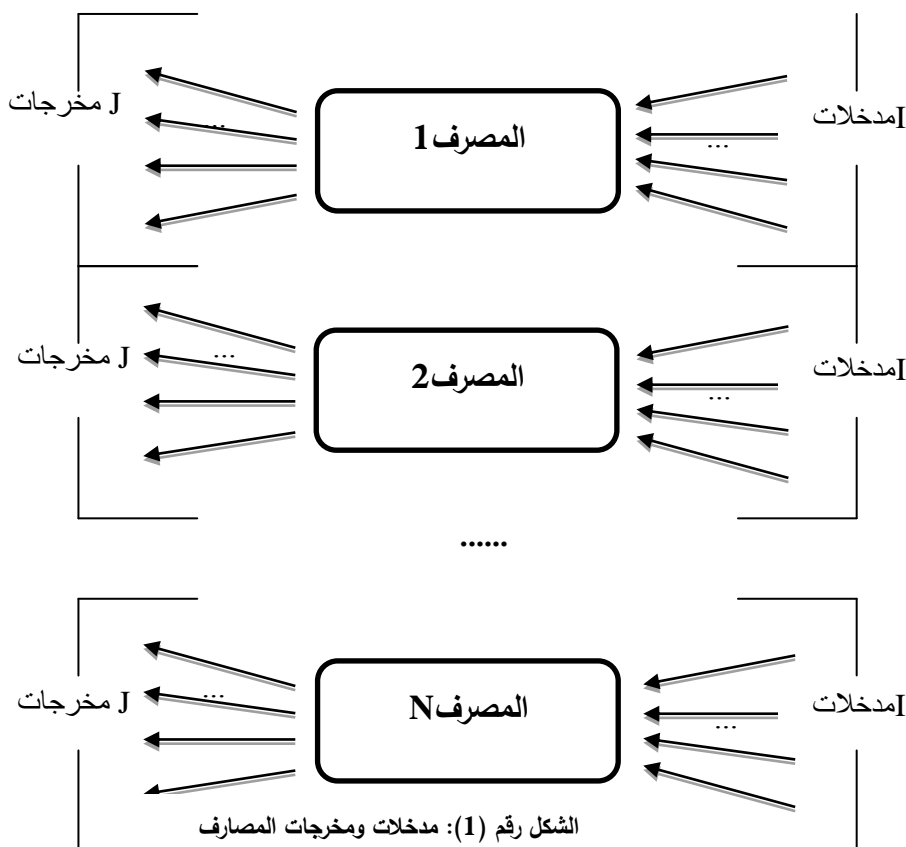 Iمدخلات
...
المصرف1
...
J مخرجات
Iمدخلات
...
المصرف2
...
J مخرجات
......
Iمدخلات
...
المصرفN
...
J مخرجات
الشكل رقم (1): مدخلات ومخرجات المصارف